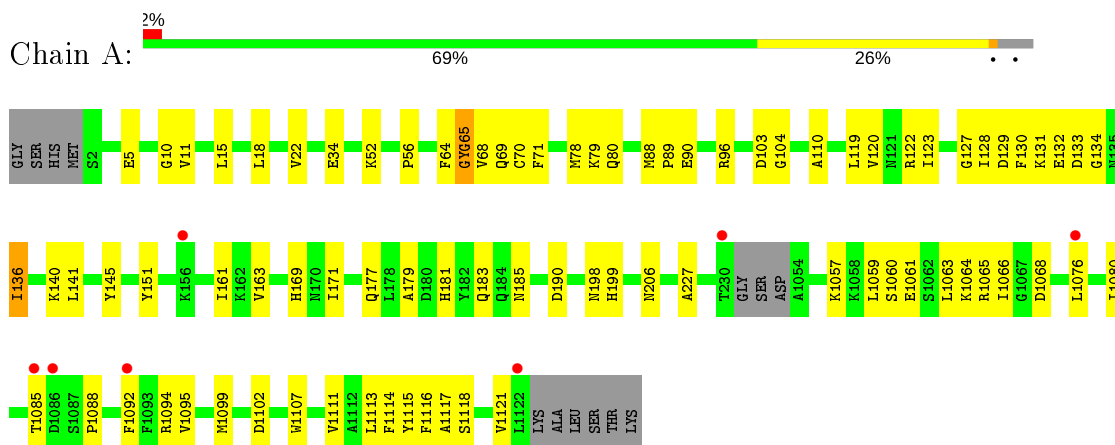 2%
Chain A:
69% 26% • •
GLY SER HIS MET S2 E5 G10 V11 L15 L18 V22 E34 K52 P56 F64 GYG65 V68 Q69 C70 F71 M78 K79 Q80 M88 P89 E90 R96 D103 G104 A110 L119 V120 N121 R122 I123 G127 I128 D129 F130 K131 E132 D133 G134 N135
I136 K140 L141 Y145 Y151 K156 I161 K162 V163 H169 N170 I171 Q177 L178 A179 D180 H181 Y182 Q183 Q184 N185 D190 N198 H199 N206 A227 T230 GLY SER ASP A1054 K1057 K1058 L1059 S1060 E1061 S1062 L1063 K1064 R1065 I1066 G1067 D1068 L1076
T1085 D1086 S1087 P1088 F1092 F1093 R1094 V1095 M1099 D1102 W1107 V1111 A1112 L1113 F1114 Y1115 F1116 A1117 S1118 V1121 L1122 LYS ALA LEU SER THR LYS